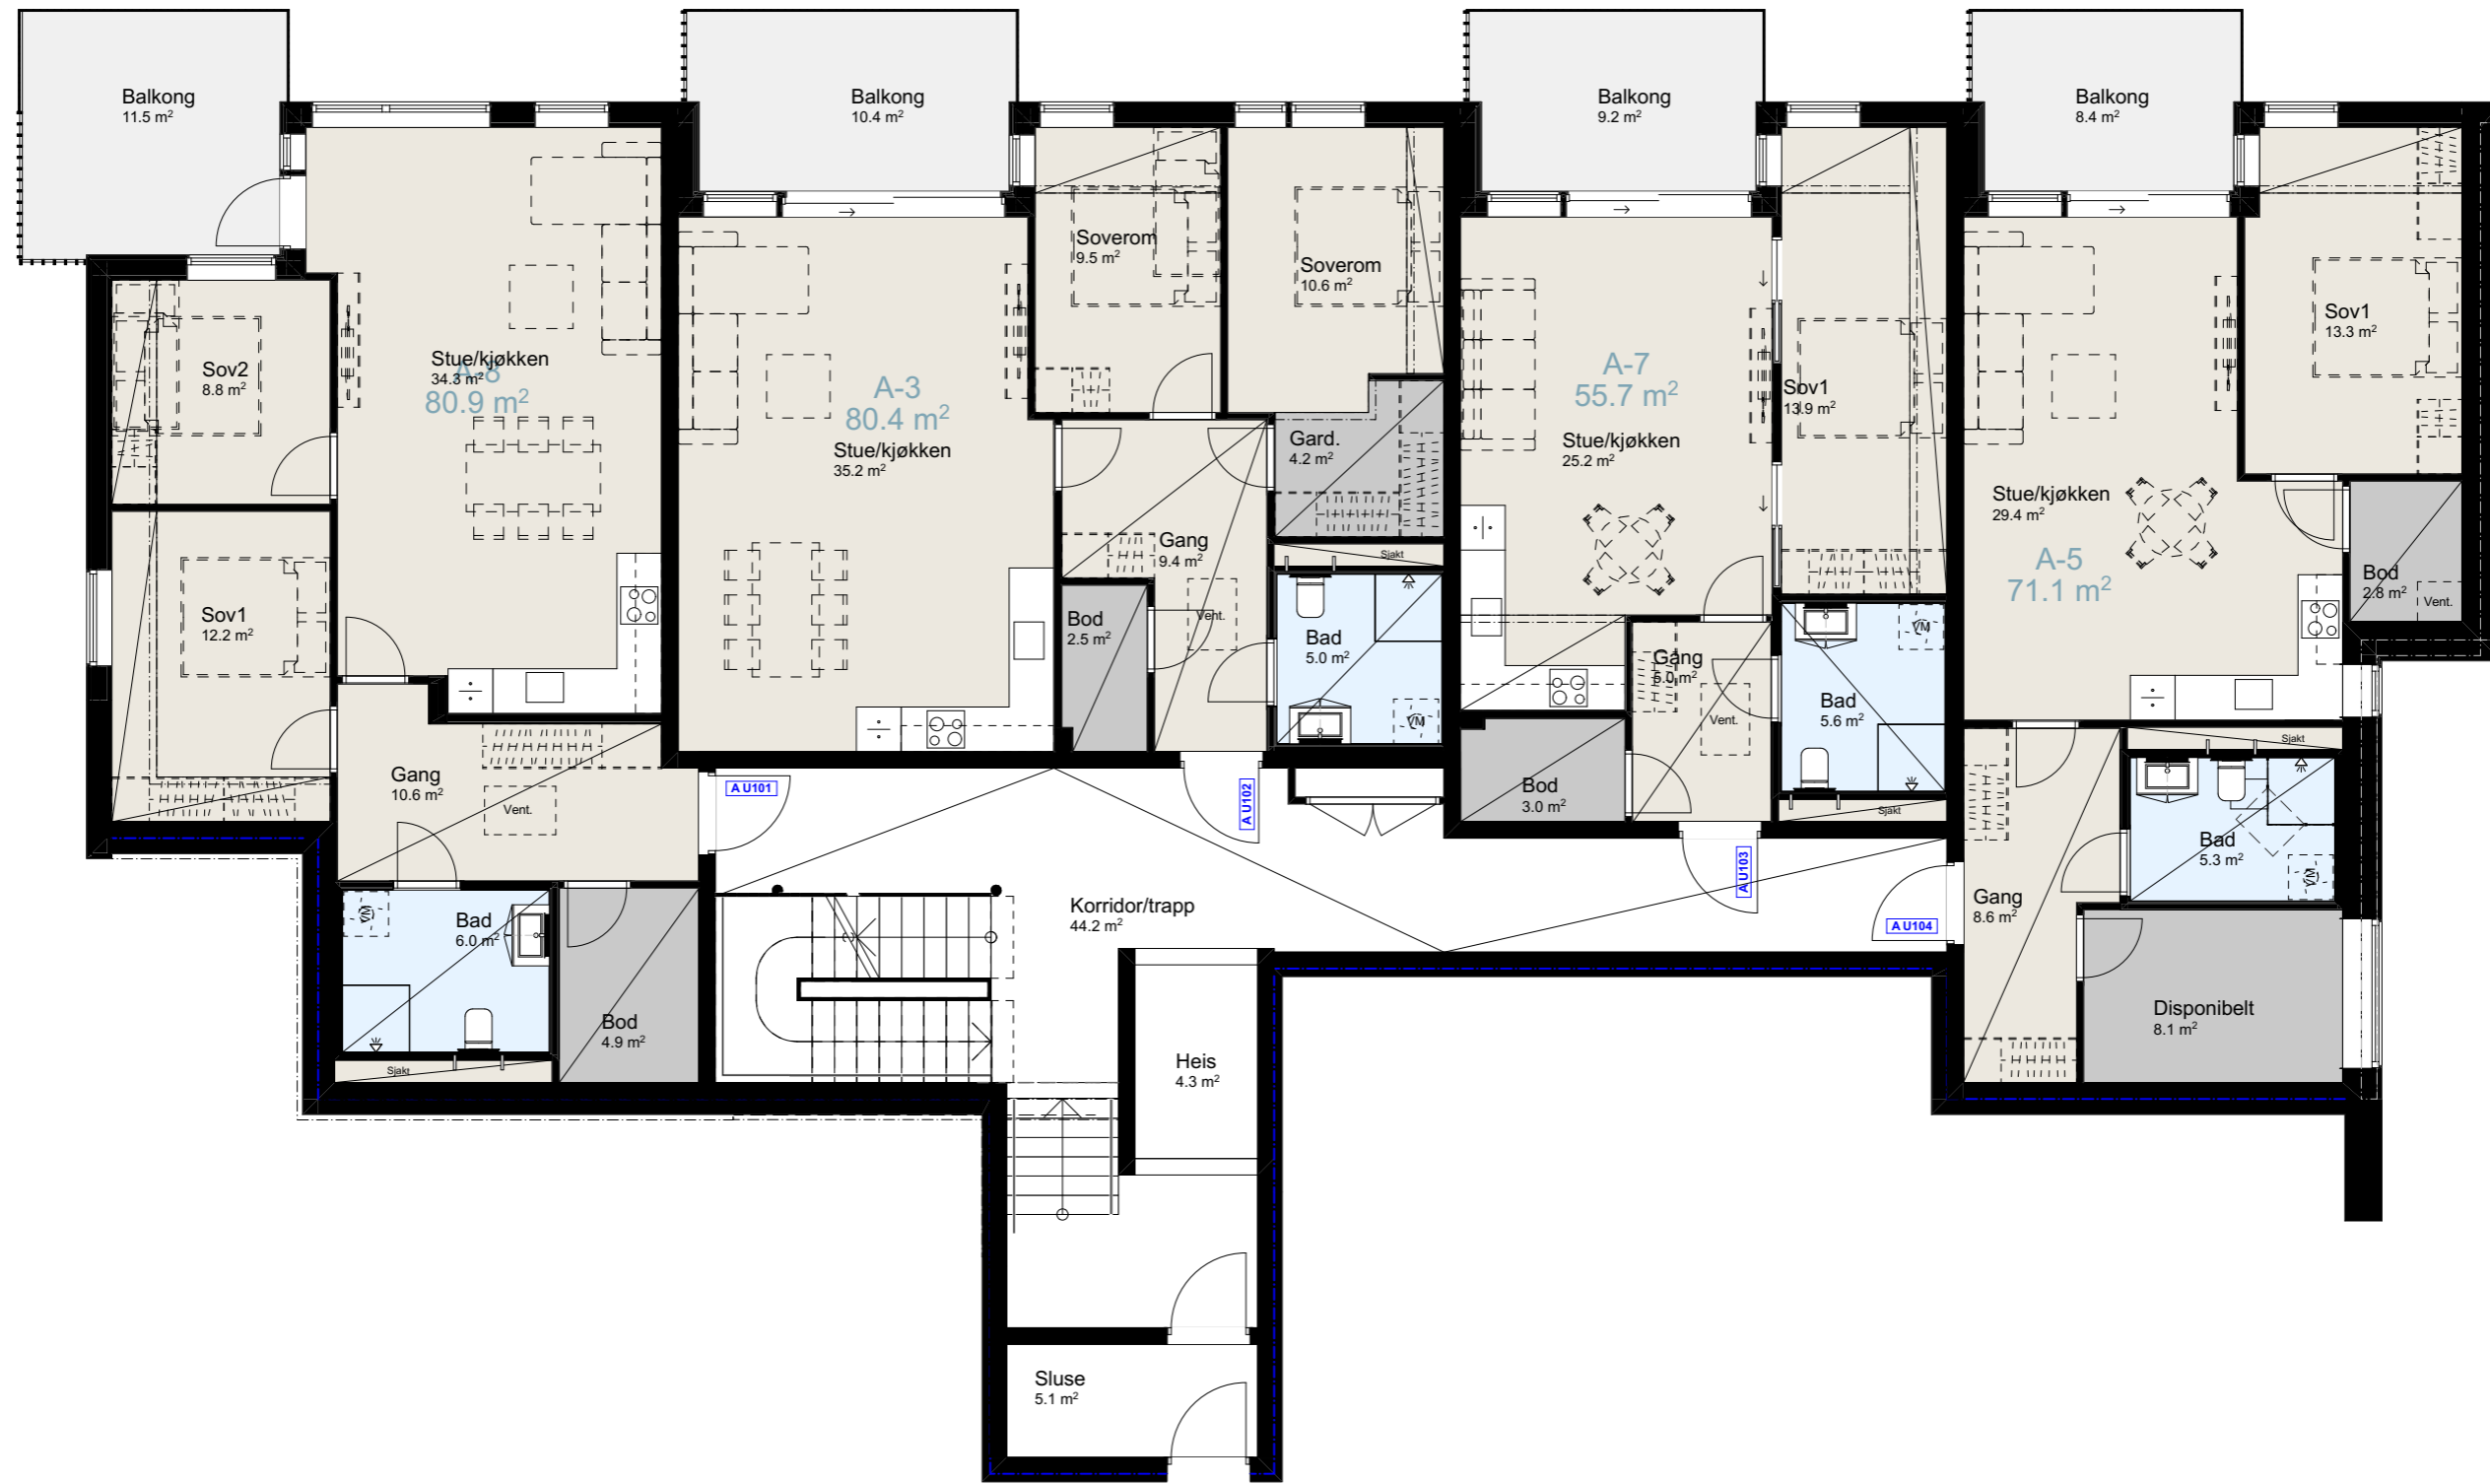 Balkong
11.5 m²
Balkong
10.4 m²
Balkong
9.2 m²
Balkong
8.4 m²
Sov2
8.8 m²
Stue/kjøkken
34.3 m²
A-8
80.9 m²
Sov1
12.2 m²
Gang
10.6 m²
Vent.
Bad
6.0 m²
VM
Bod
4.9 m²
Sjakt
A U101
A-3
80.4 m²
Stue/kjøkken
35.2 m²
Soverom
9.5 m²
Soverom
10.6 m²
Gard.
4.2 m²
Gang
9.4 m²
Sjakt
Vent.
Bod
2.5 m²
Bad
5.0 m²
VM
A U102
A-7
55.7 m²
Stue/kjøkken
25.2 m²
Sov1
13.9 m²
Gang
5.0 m²
Vent.
Bad
5.6 m²
VM
Bod
3.0 m²
Sjakt
A U103
Sov1
13.3 m²
Stue/kjøkken
29.4 m²
A-5
71.1 m²
Bod
2.8 m²
Vent.
Sjakt
Bad
5.3 m²
VM
Gang
8.6 m²
A U104
Disponibelt
8.1 m²
Korridor/trapp
44.2 m²
Heis
4.3 m²
Sluse
5.1 m²